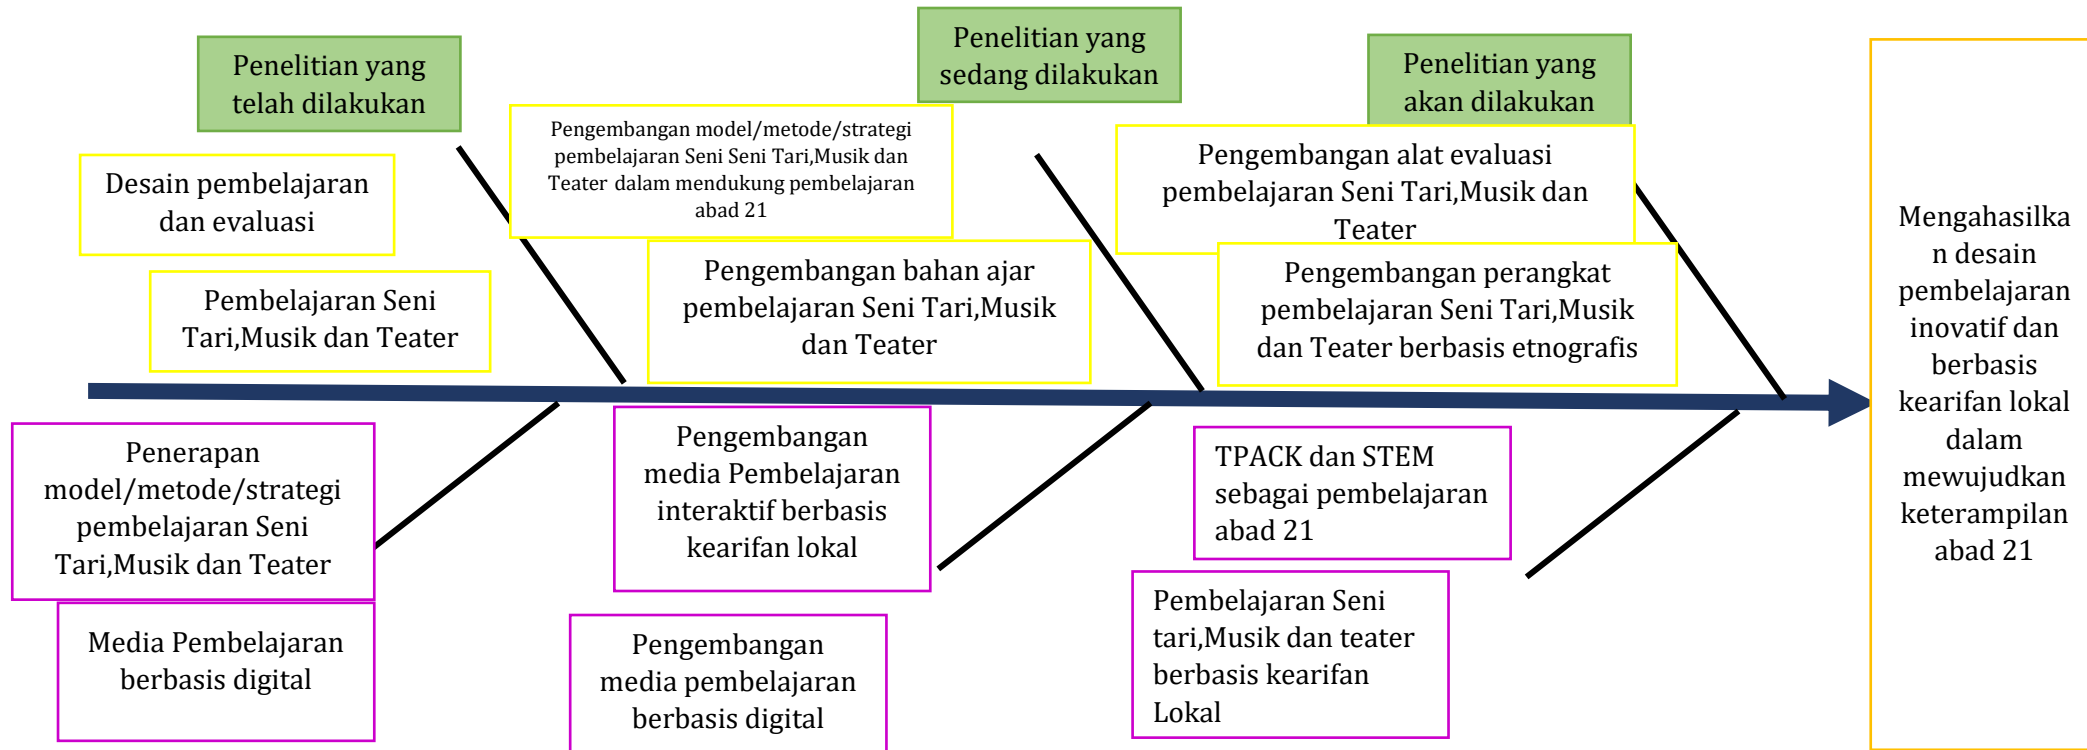 Penelitian yang
telah dilakukan
Penelitian yang
sedang dilakukan
Penelitian yang
akan dilakukan
Desain pembelajaran
dan evaluasi
Pembelajaran Seni
Tari,Musik dan Teater
Pengembangan model/metode/strategi
pembelajaran Seni Seni Tari,Musik dan
Teater dalam mendukung pembelajaran
abad 21
Pengembangan bahan ajar
pembelajaran Seni Tari,Musik
dan Teater
Pengembangan alat evaluasi
pembelajaran Seni Tari,Musik dan
Teater
Pengembangan perangkat
pembelajaran Seni Tari,Musik
dan Teater berbasis etnografis
Penerapan
model/metode/strategi
pembelajaran Seni
Tari,Musik dan Teater
Media Pembelajaran
berbasis digital
Pengembangan
media Pembelajaran
interaktif berbasis
kearifan lokal
Pengembangan
media pembelajaran
berbasis digital
TPACK dan STEM
sebagai pembelajaran
abad 21
Pembelajaran Seni
tari,Musik dan teater
berbasis kearifan
Lokal
Mengahasilka
n desain
pembelajaran
inovatif dan
berbasis
kearifan lokal
dalam
mewujudkan
keterampilan
abad 21